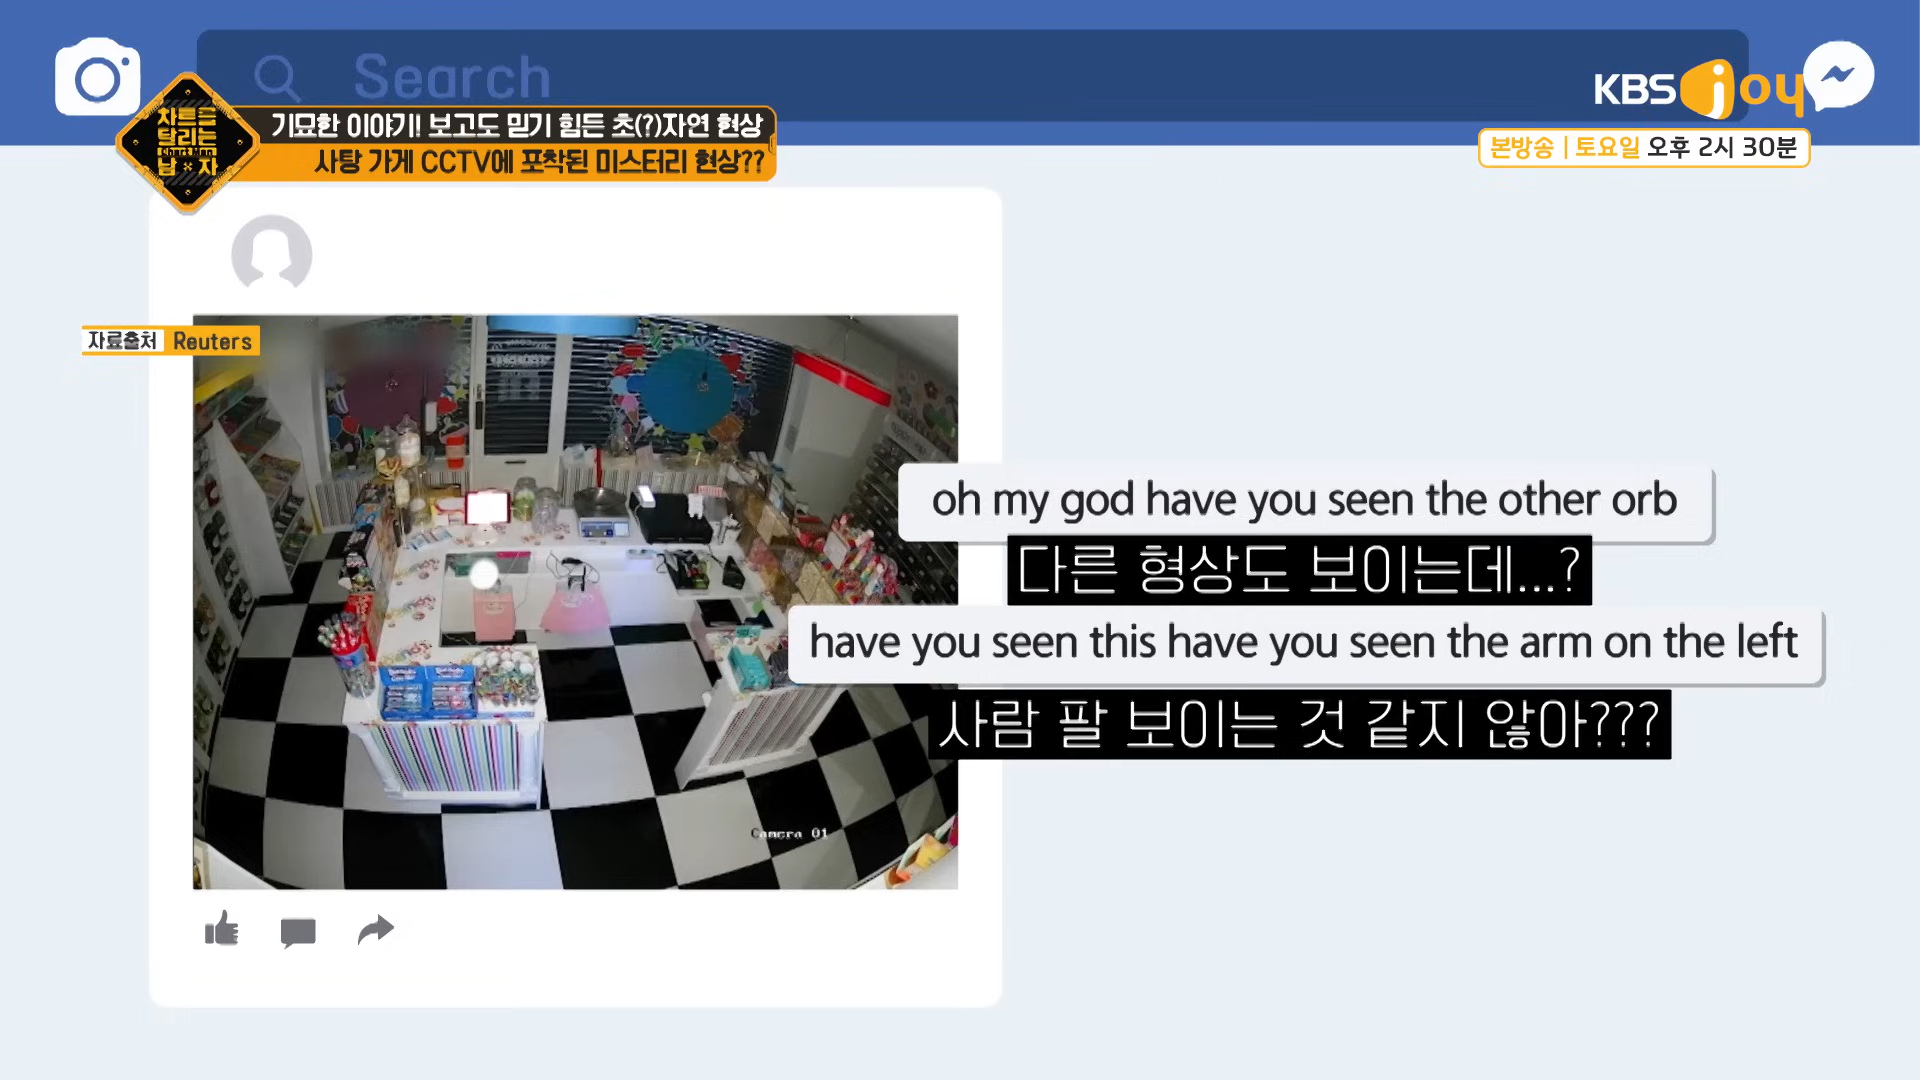 Search
KBS joy
차트를
달리는
Chart Man
남자
기묘한 이야기! 보고도 믿기 힘든 초(?)자연 현상
사탕 가게 CCTV에 포착된 미스터리 현상??
본방송 | 토요일 오후 2시 30분
자료출처 Reuters
oh my god have you seen the other orb
다른 형상도 보이는데...?
have you seen this have you seen the arm on the left
사람 팔 보이는 것 같지 않아???
Camera 01